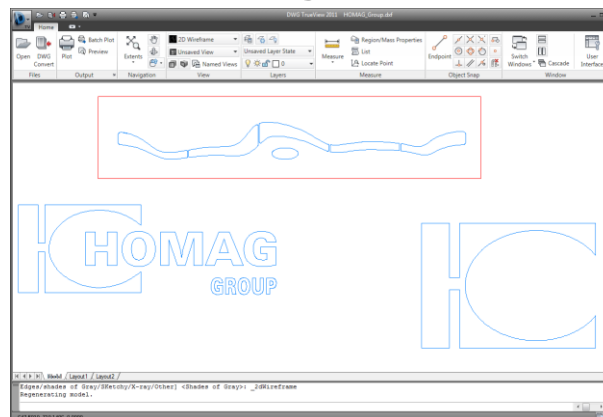 DWG TrueView 2011 HOMAG_Group.dxf
Home
Open
DWG Convert
Files
Plot
Batch Plot
Preview
Output
Extents
Navigation
2D Wireframe
Unsaved View
Named Views
View
Unsaved Layer State
0
Layers
Measure
Region/Mass Properties
List
Locate Point
Measure
Endpoint
Object Snap
Switch Windows
Cascade
Window
User Interface
HOMAG
GROUP
Model / Layout1 / Layout2 /
Edges/shades of Gray/SKetchy/X-ray/Other] <Shades of Gray>: _2dWireframe
Regenerating model.